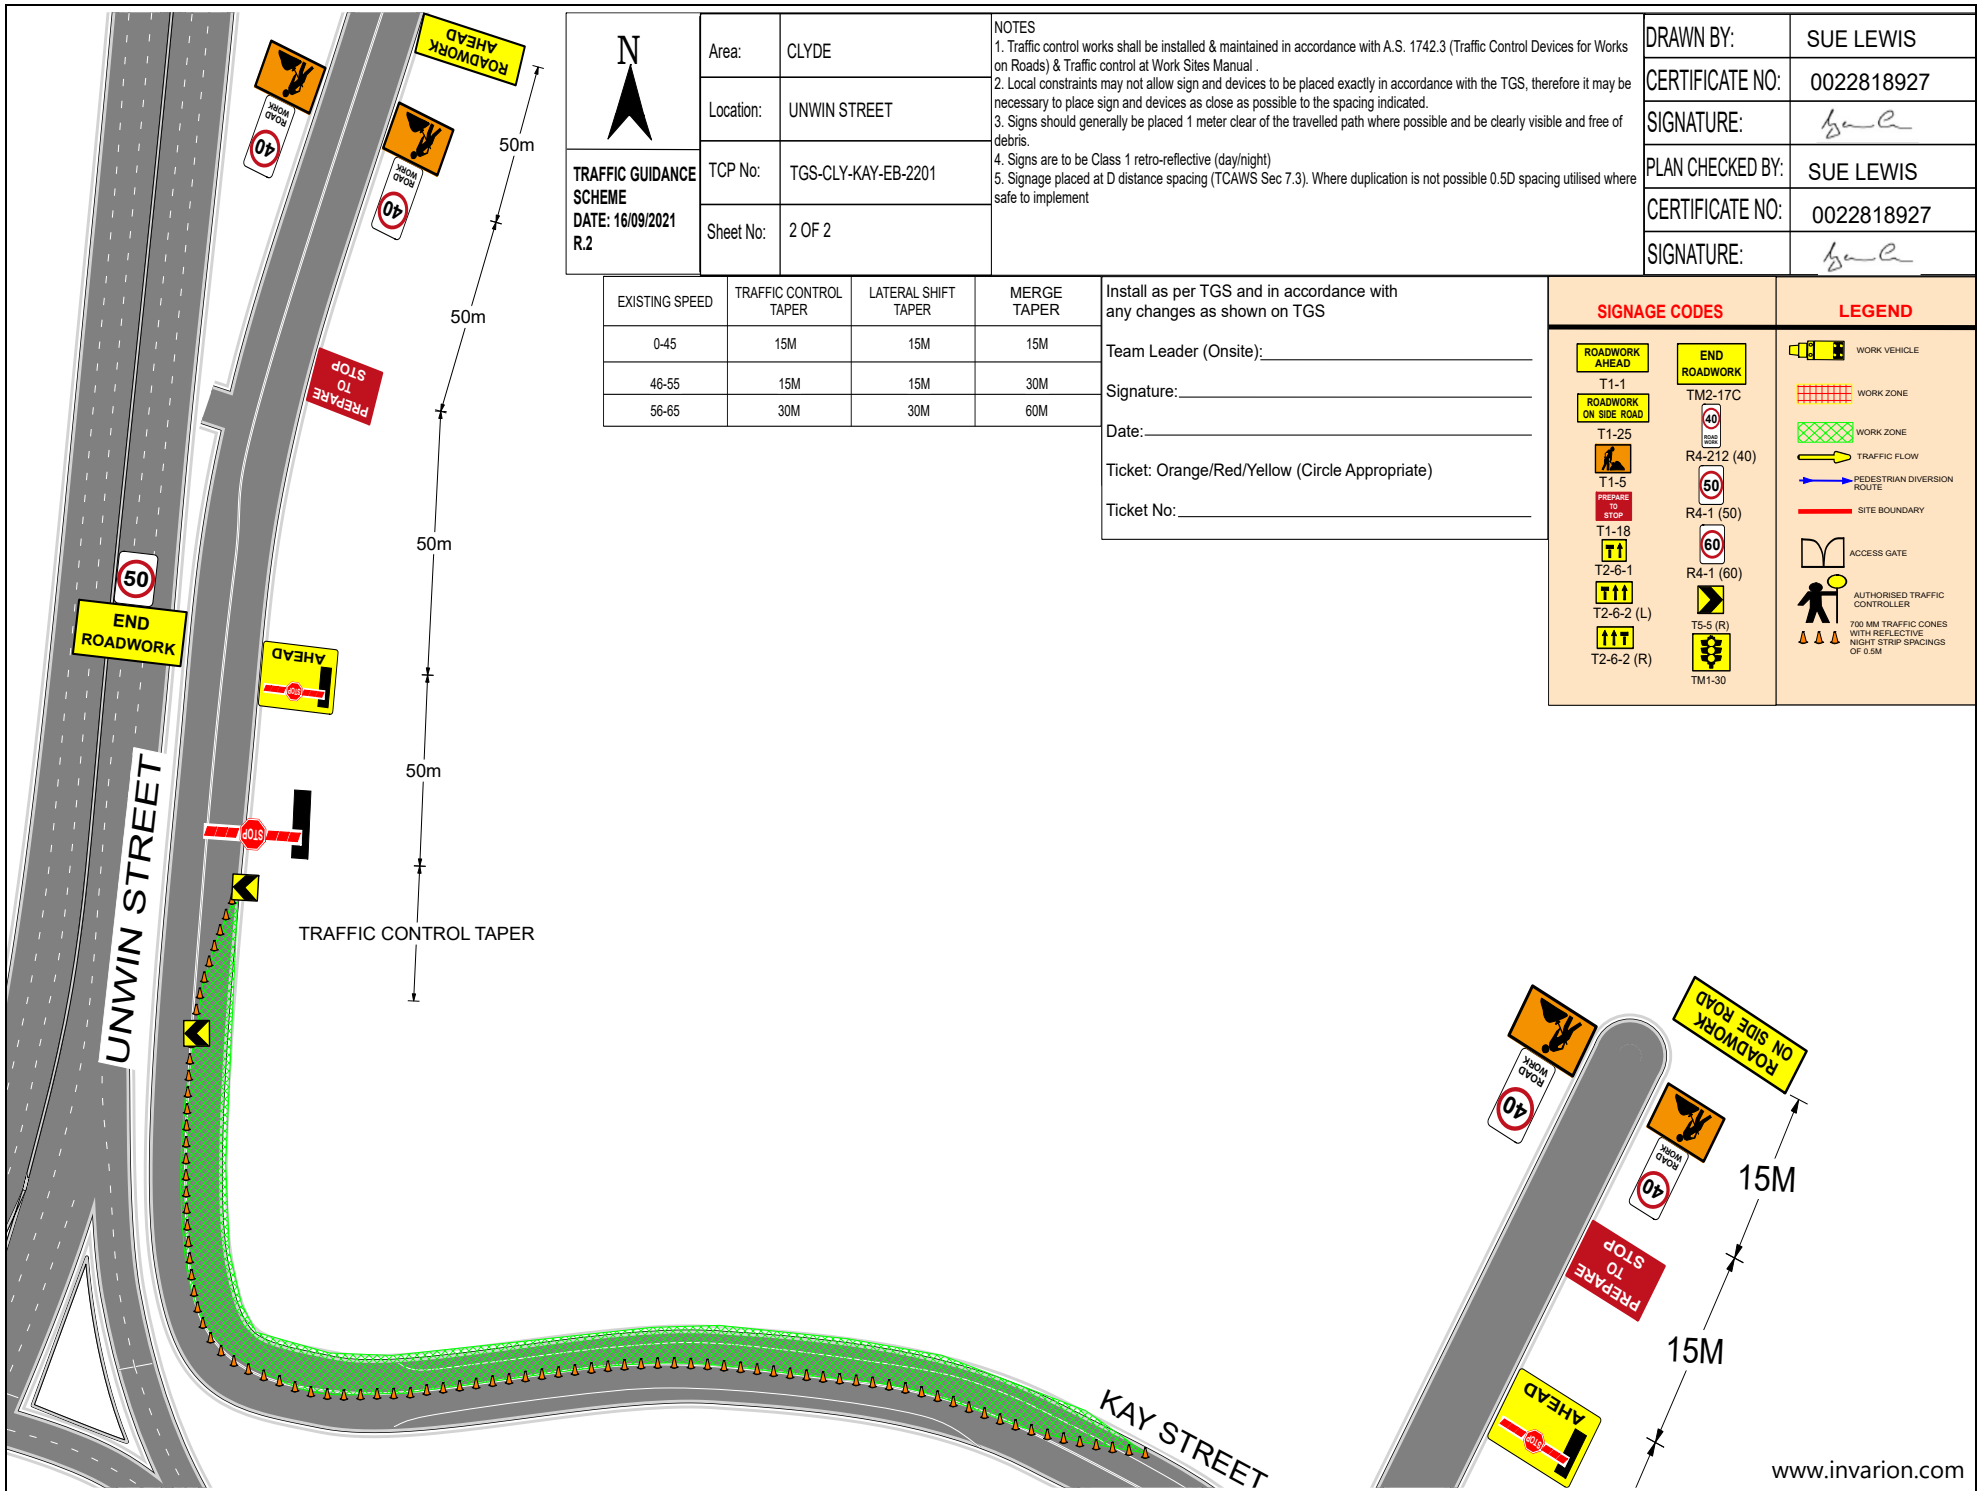 N
TRAFFIC GUIDANCE
SCHEME
DATE: 16/09/2021
R.2
Area: CLYDE
Location: UNWIN STREET
TCP No: TGS-CLY-KAY-EB-2201
Sheet No: 2 OF 2
NOTES
1. Traffic control works shall be installed & maintained in accordance with A.S. 1742.3 (Traffic Control Devices for Works
on Roads) & Traffic control at Work Sites Manual .
2. Local constraints may not allow sign and devices to be placed exactly in accordance with the TGS, therefore it may be
necessary to place sign and devices as close as possible to the spacing indicated.
3. Signs should generally be placed 1 meter clear of the travelled path where possible and be clearly visible and free of
debris.
4. Signs are to be Class 1 retro-reflective (day/night)
5. Signage placed at D distance spacing (TCAWS Sec 7.3). Where duplication is not possible 0.5D spacing utilised where
safe to implement
DRAWN BY: SUE LEWIS
CERTIFICATE NO: 0022818927
SIGNATURE:
PLAN CHECKED BY: SUE LEWIS
CERTIFICATE NO: 0022818927
SIGNATURE:
EXISTING SPEED TRAFFIC CONTROL TAPER LATERAL SHIFT TAPER MERGE TAPER
0-45 15M 15M 15M
46-55 15M 15M 30M
56-65 30M 30M 60M
Install as per TGS and in accordance with
any changes as shown on TGS
Team Leader (Onsite):
Signature:
Date:
Ticket: Orange/Red/Yellow (Circle Appropriate)
Ticket No:
SIGNAGE CODES
ROADWORK
AHEAD
T1-1
ROADWORK
ON SIDE ROAD
T1-25
T1-5
PREPARE
TO
STOP
T1-18
T2-6-1
T2-6-2 (L)
T2-6-2 (R)
END
ROADWORK
TM2-17C
40
ROAD
WORK
R4-212 (40)
50
R4-1 (50)
60
R4-1 (60)
T5-5 (R)
TM1-30
LEGEND
WORK VEHICLE
WORK ZONE
WORK ZONE
TRAFFIC FLOW
PEDESTRIAN DIVERSION
ROUTE
SITE BOUNDARY
ACCESS GATE
AUTHORISED TRAFFIC
CONTROLLER
700 MM TRAFFIC CONES
WITH REFLECTIVE
NIGHT STRIP SPACINGS
OF 0.5M
ROADWORK
AHEAD
ROAD
WORK
40
ROAD
WORK
40
50m
50m
PREPARE
TO
STOP
50m
50
END
ROADWORK
AHEAD
STOP
50m
STOP
UNWIN STREET
TRAFFIC CONTROL TAPER
KAY STREET
ROADWORK
ON SIDE ROAD
ROAD
WORK
40
ROAD
WORK
40
15M
PREPARE
TO
STOP
15M
AHEAD
STOP
www.invarion.com